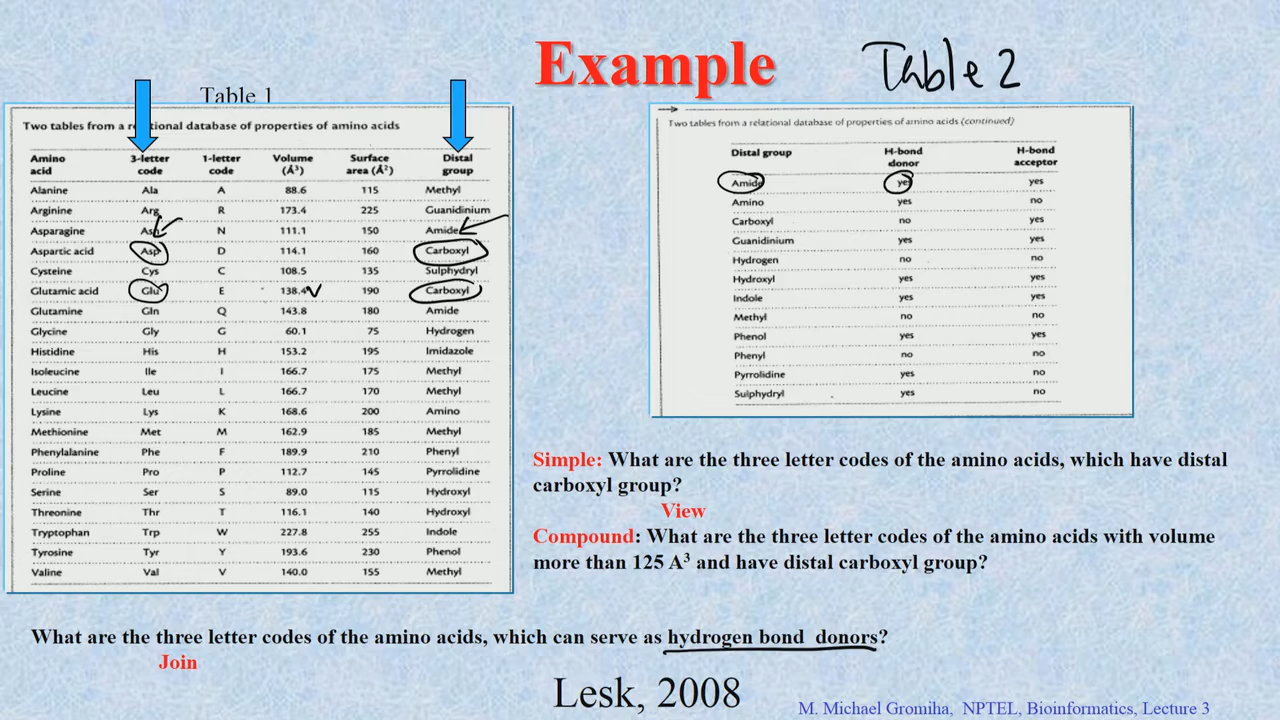 Example
Table 2
Table 1
Two tables from a relational database of properties of amino acids
Amino acid 3-letter code 1-letter code Volume (Å³) Surface area (Å²) Distal group
Alanine Ala A 88.6 115 Methyl
Arginine Arg R 173.4 225 Guanidinium
Asparagine Asn N 111.1 150 Amide
Aspartic acid Asp D 114.1 160 Carboxyl
Cysteine Cys C 108.5 135 Sulphydryl
Glutamic acid Glu E 138.4 190 Carboxyl
Glutamine Gln Q 143.8 180 Amide
Glycine Gly G 60.1 75 Hydrogen
Histidine His H 153.2 195 Imidazole
Isoleucine Ile I 166.7 175 Methyl
Leucine Leu L 166.7 170 Methyl
Lysine Lys K 168.6 200 Amino
Methionine Met M 162.9 185 Methyl
Phenylalanine Phe F 189.9 210 Phenyl
Proline Pro P 112.7 145 Pyrrolidine
Serine Ser S 89.0 115 Hydroxyl
Threonine Thr T 116.1 140 Hydroxyl
Tryptophan Trp W 227.8 255 Indole
Tyrosine Tyr Y 193.6 230 Phenol
Valine Val V 140.0 155 Methyl
Two tables from a relational database of properties of amino acids (continued)
Distal group H-bond donor H-bond acceptor
Amide yes yes
Amino yes no
Carboxyl no yes
Guanidinium yes yes
Hydrogen no no
Hydroxyl yes yes
Indole yes yes
Methyl no no
Phenol yes yes
Phenyl no no
Pyrrolidine yes no
Sulphydryl yes no
Simple: What are the three letter codes of the amino acids, which have distal
carboxyl group?
View
Compound: What are the three letter codes of the amino acids with volume
more than 125 A³ and have distal carboxyl group?
What are the three letter codes of the amino acids, which can serve as hydrogen bond donors?
Join
Lesk, 2008
M. Michael Gromiha, NPTEL, Bioinformatics, Lecture 3